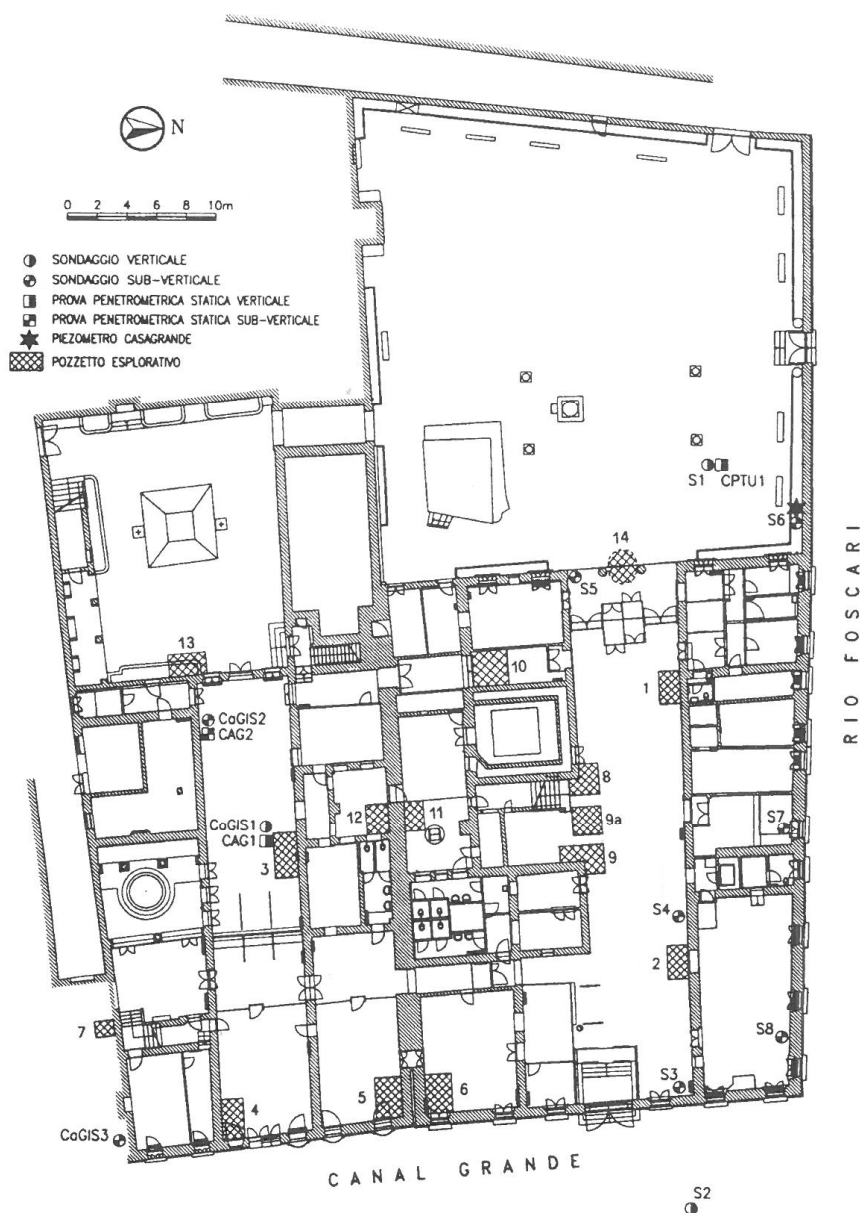 N
0 2 4 6 8 10m
SONDAGGIO VERTICALE
SONDAGGIO SUB-VERTICALE
PROVA PENETROMETRICA STATICA VERTICALE
PROVA PENETROMETRICA STATICA SUB-VERTICALE
PIEZOMETRO CASAGRANDE
POZZETTO ESPLORATIVO
S1 CPTU1
S6
14
S5
RIO FOSCARI
13
10
1
CaGIS2
CAG2
8
CaGIS1
CAG1
3
12
11
9a
S7
9
S4
2
7
S8
4
5
6
S3
CaGIS3
CANAL GRANDE
S2